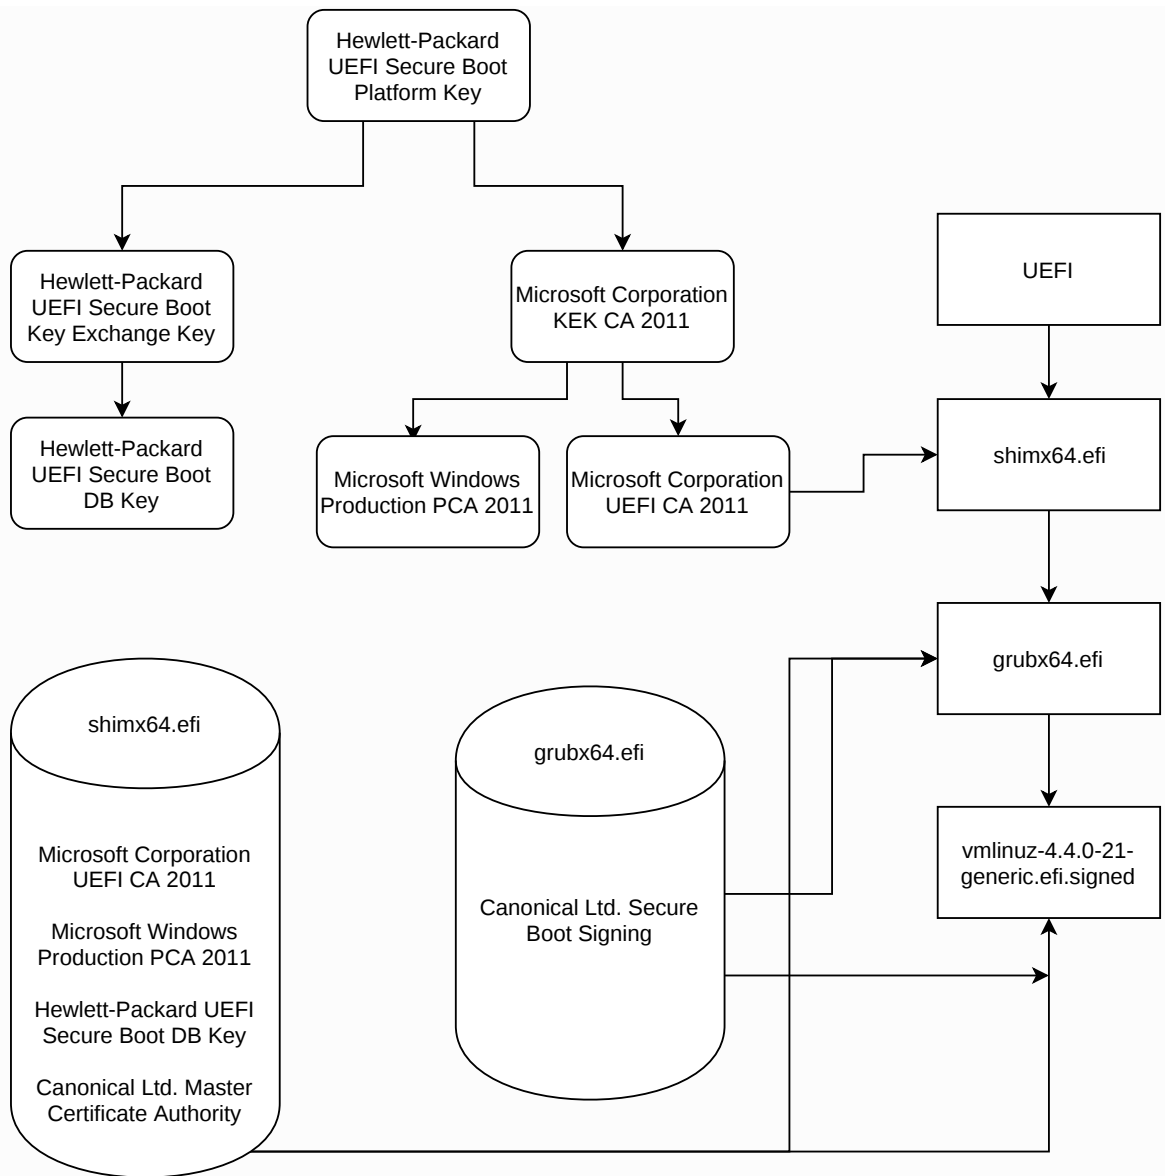 Hewlett-Packard
UEFI Secure Boot
Platform Key
Hewlett-Packard
UEFI Secure Boot
Key Exchange Key
Microsoft Corporation
KEK CA 2011
UEFI
Hewlett-Packard
UEFI Secure Boot
DB Key
Microsoft Windows
Production PCA 2011
Microsoft Corporation
UEFI CA 2011
shimx64.efi
grubx64.efi
vmlinuz-4.4.0-21-
generic.efi.signed
shimx64.efi
Microsoft Corporation
UEFI CA 2011
Microsoft Windows
Production PCA 2011
Hewlett-Packard UEFI
Secure Boot DB Key
Canonical Ltd. Master
Certificate Authority
grubx64.efi
Canonical Ltd. Secure
Boot Signing